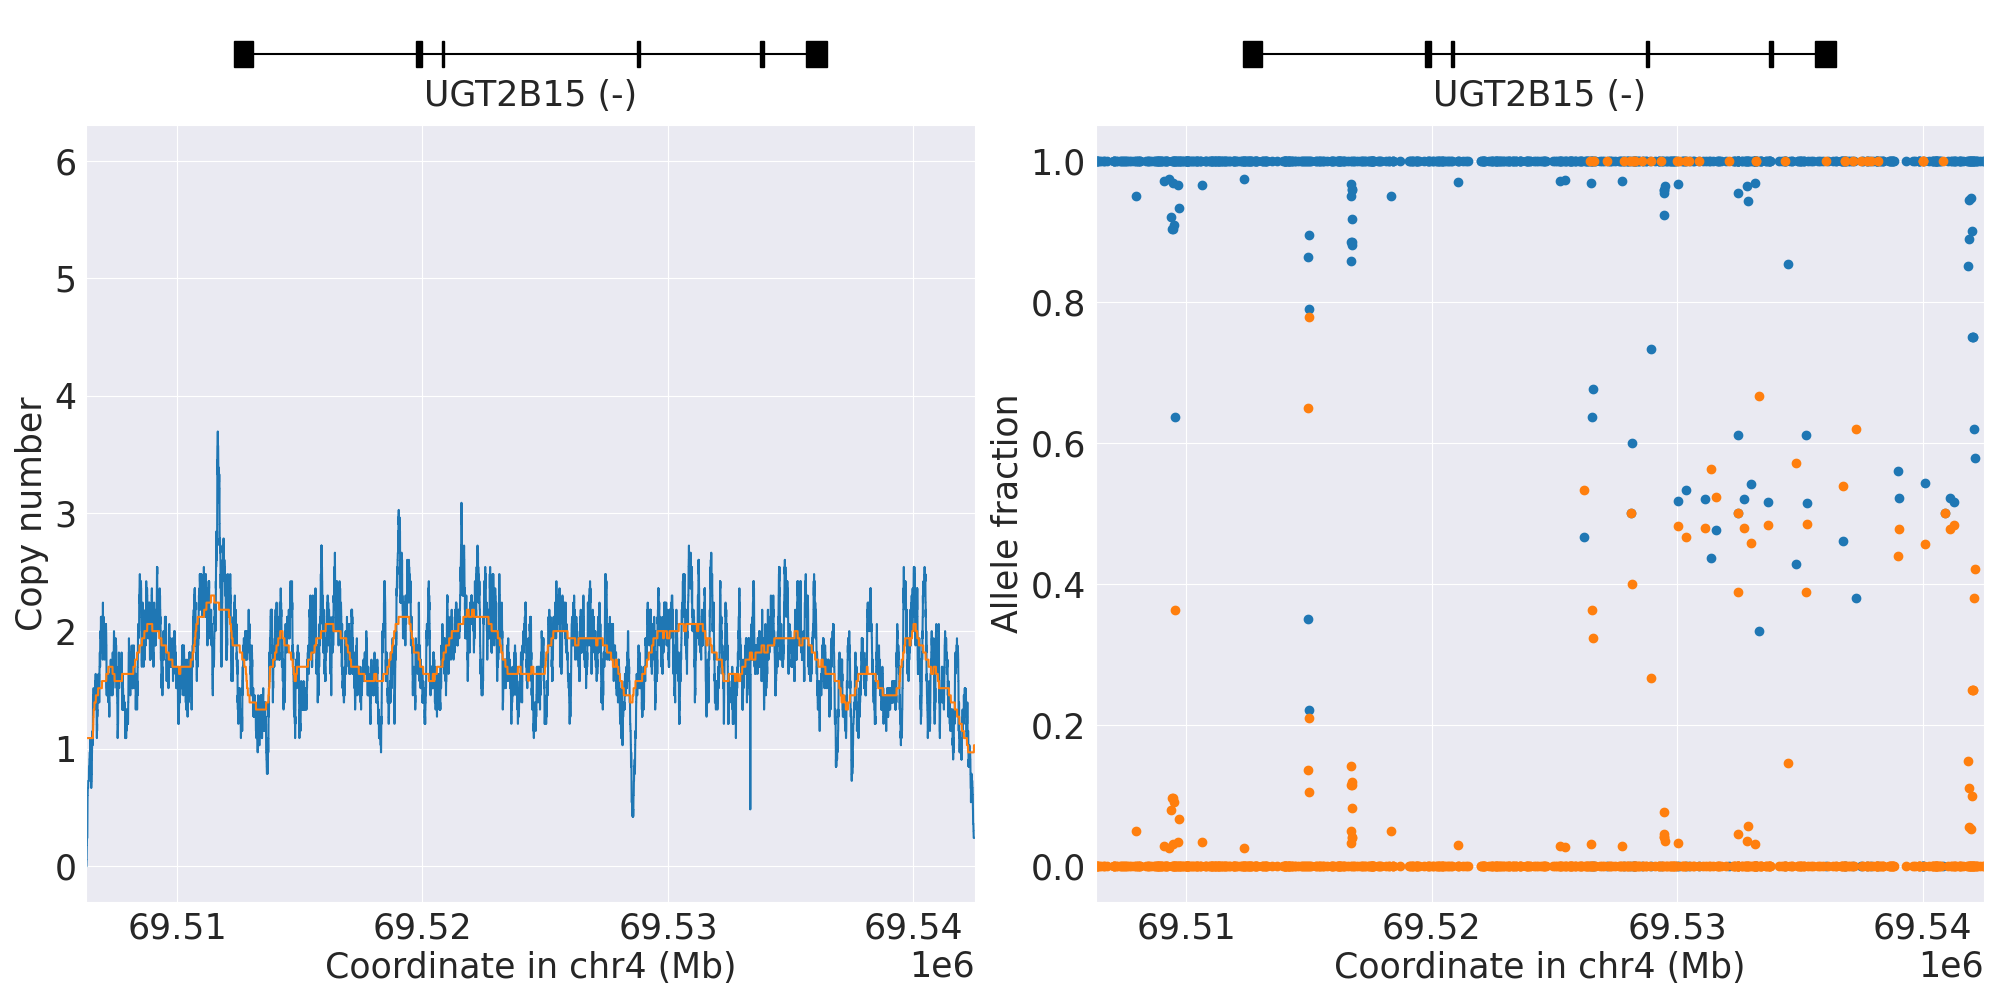 UGT2B15 (-)
UGT2B15 (-)
Copy number
6
5
4
3
2
1
0
69.51 69.52 69.53 69.54
Coordinate in chr4 (Mb)
1e6
Allele fraction
1.0
0.8
0.6
0.4
0.2
0.0
69.51 69.52 69.53 69.54
Coordinate in chr4 (Mb)
1e6